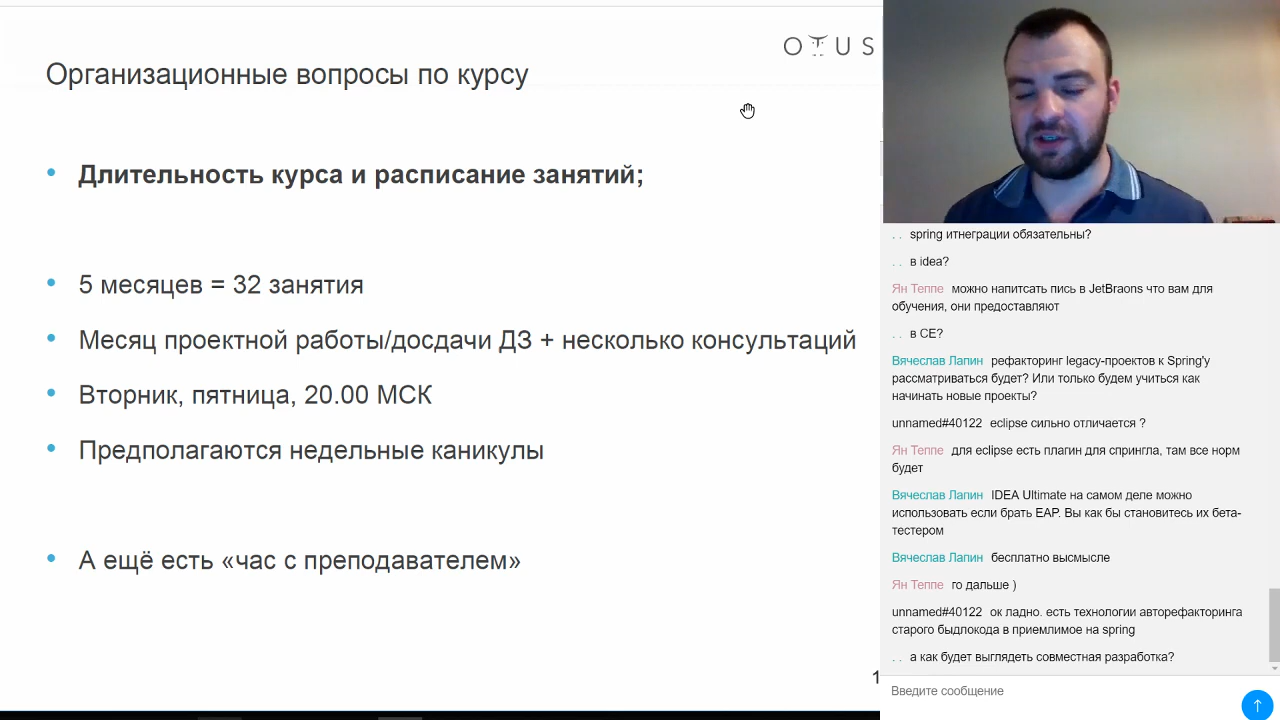 OTUS
Организационные вопросы по курсу
Длительность курса и расписание занятий;
5 месяцев = 32 занятия
Месяц проектной работы/досдачи ДЗ + несколько консультаций
Вторник, пятница, 20.00 МСК
Предполагаются недельные каникулы
А ещё есть «час с преподавателем»
1
. . spring итнеграции обязательны?
. . в idea?
Ян Теппе можно напитсать пись в JetBraons что вам для
обучения, они предоставляют
. . в CE?
Вячеслав Лапин рефакторинг legacy-проектов к Spring'у
рассматриваться будет? Или только будем учиться как
начинать новые проекты?
unnamed#40122 eclipse сильно отличается ?
Ян Теппе для eclipse есть плагин для спрингла, там все норм
будет
Вячеслав Лапин IDEA Ultimate на самом деле можно
использовать если брать EAP. Вы как бы становитесь их бета-
тестером
Вячеслав Лапин бесплатно высмысле
Ян Теппе го дальше )
unnamed#40122 ок ладно. есть технологии авторефакторинга
старого быдлокода в приемлимое на spring
. . а как будет выглядеть совместная разработка?
Введите сообщение